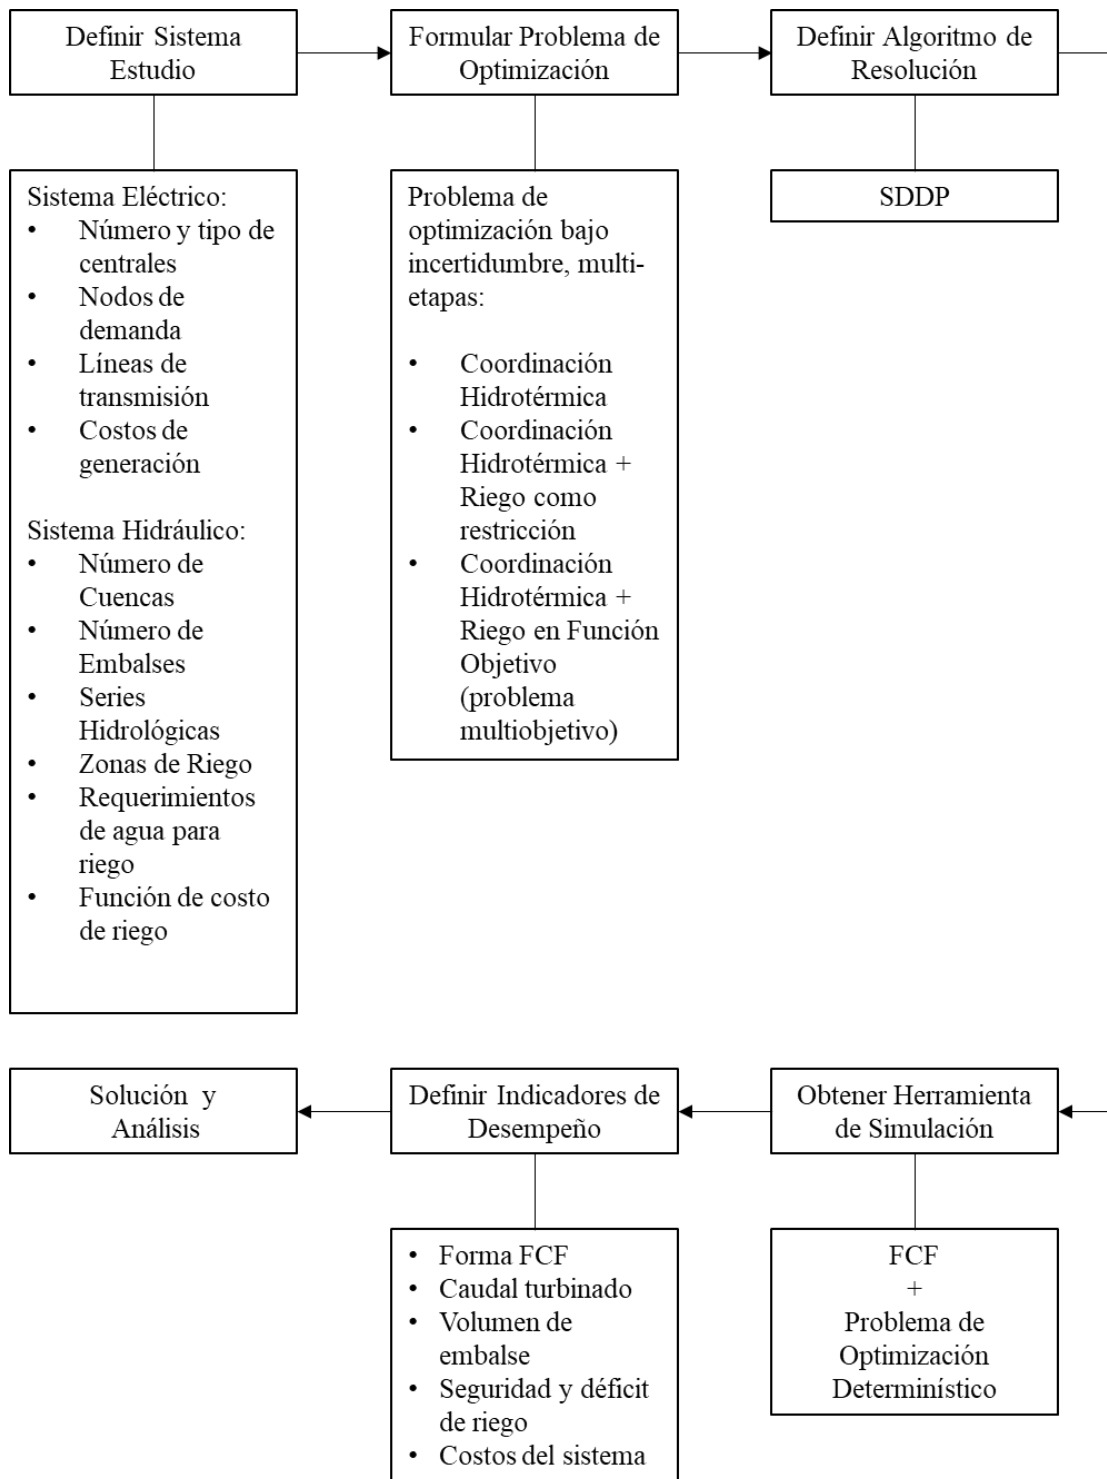 Definir Sistema
Estudio
Formular Problema de
Optimización
Definir Algoritmo de
Resolución
Sistema Eléctrico:
• Número y tipo de
centrales
• Nodos de
demanda
• Líneas de
transmisión
• Costos de
generación
Sistema Hidráulico:
• Número de
Cuencas
• Número de
Embalses
• Series
Hidrológicas
• Zonas de Riego
• Requerimientos
de agua para
riego
• Función de costo
de riego
Problema de
optimización bajo
incertidumbre, multi-
etapas:
• Coordinación
Hidrotérmica
• Coordinación
Hidrotérmica +
Riego como
restricción
• Coordinación
Hidrotérmica +
Riego en Función
Objetivo
(problema
multiobjetivo)
SDDP
Obtener Herramienta
de Simulación
Definir Indicadores de
Desempeño
Solución y
Análisis
FCF
+
Problema de
Optimización
Determinístico
• Forma FCF
• Caudal turbinado
• Volumen de
embalse
• Seguridad y déficit
de riego
• Costos del sistema